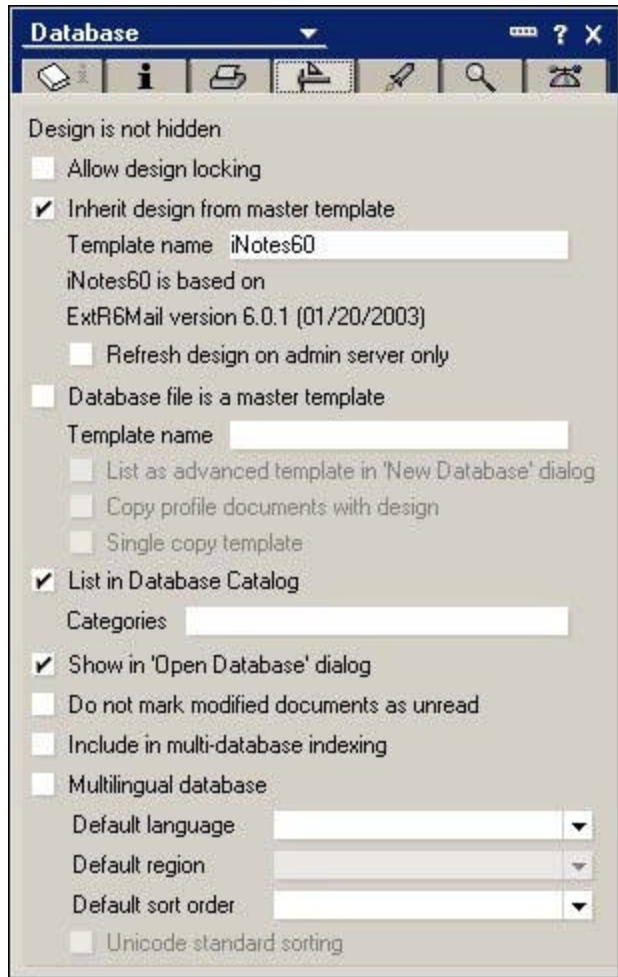 Database
? X
i i
Design is not hidden
Allow design locking
Inherit design from master template
Template name iNotes60
iNotes60 is based on
ExtR6Mail version 6.0.1 (01/20/2003)
Refresh design on admin server only
Database file is a master template
Template name
List as advanced template in 'New Database' dialog
Copy profile documents with design
Single copy template
List in Database Catalog
Categories
Show in 'Open Database' dialog
Do not mark modified documents as unread
Include in multi-database indexing
Multilingual database
Default language
Default region
Default sort order
Unicode standard sorting